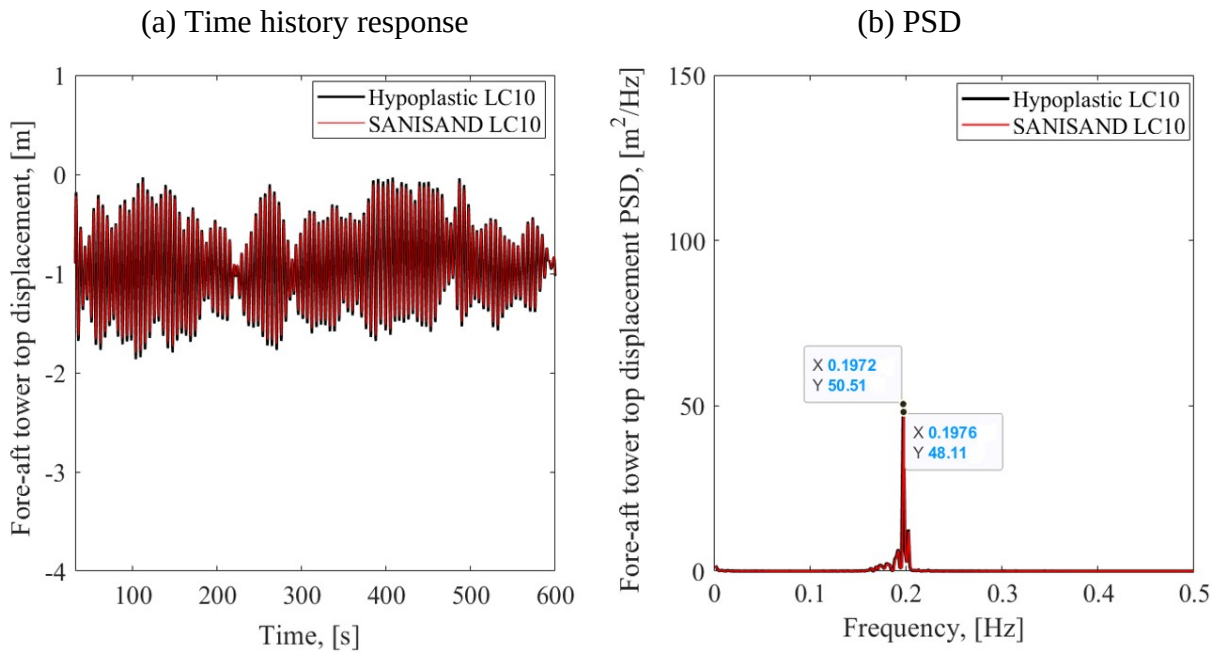 (a) Time history response
Fore-aft tower top displacement, [m]
1
0
-1
-2
-3
-4
Hypoplastic LC10
SANISAND LC10
100
200
300
400
500
600
Time, [s]
(b) PSD
Fore-aft tower top displacement PSD, [m²/Hz]
150
100
50
0
Hypoplastic LC10
SANISAND LC10
X 0.1972
Y 50.51
X 0.1976
Y 48.11
0
0.1
0.2
0.3
0.4
0.5
Frequency, [Hz]